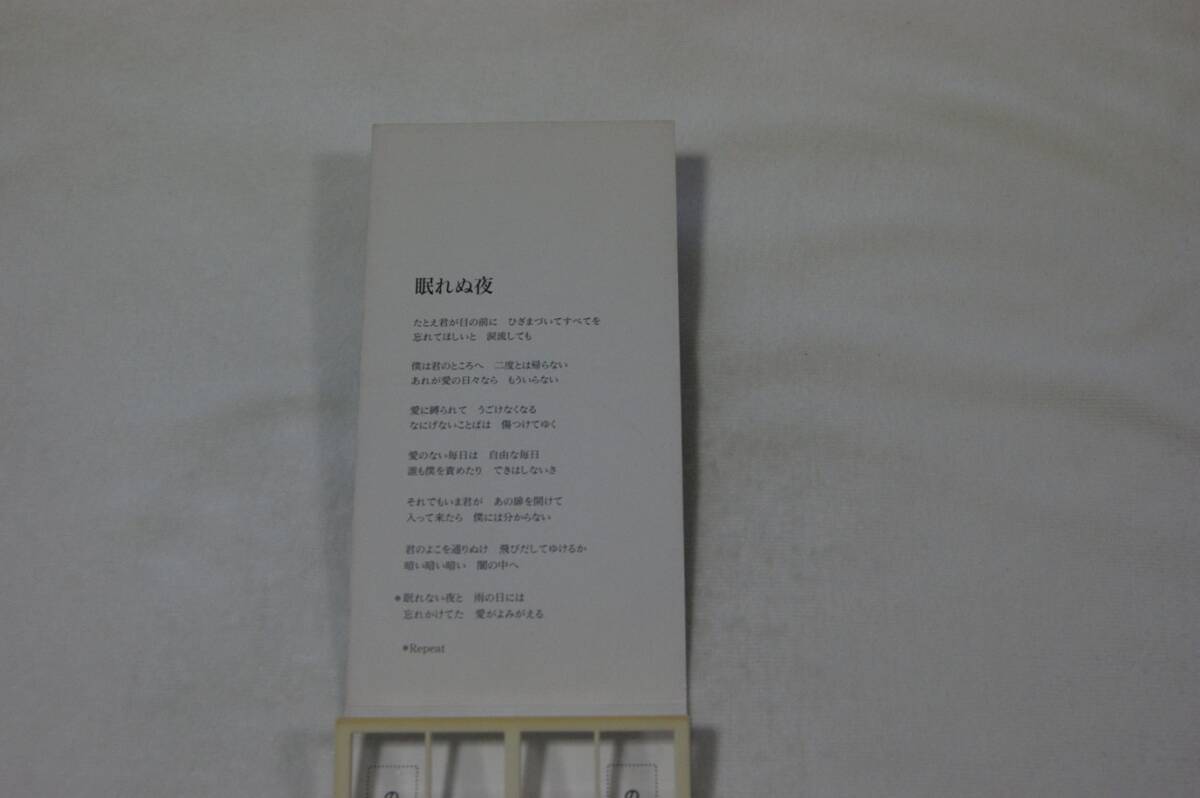 眠れぬ夜
たとえ君が目の前に　ひざまづいてすべてを
忘れてほしいと　涙流しても
僕は君のところへ　二度とは帰らない
あれが愛の日々なら　もういらない
愛に縛られて　うごけなくなる
なにげないことばは　傷つけてゆく
愛のない毎日は　自由な毎日
誰も僕を責めたり　できはしないさ
それでもいま君が　あの扉を開けて
入って来たら　僕には分からない
君のよこを通りぬけ　飛びだしてゆけるか
暗い暗い暗い　闇の中へ
*眠れない夜と　雨の日には
忘れかけてた　愛がよみがえる
*Repeat
の
の